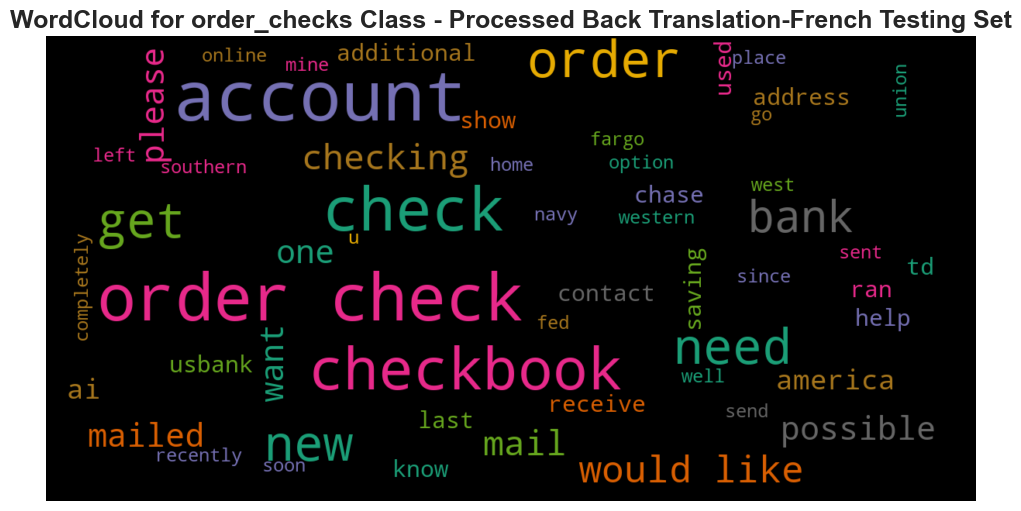 WordCloud for order_checks Class - Processed Back Translation-French Testing Set
online
mine
additional
order
used
place
please
account
show
address
go
union
left
southern
checking
home
fargo
option
west
get
check
navy
chase
western
bank
u
one
completely
order check
contact
fed
saving
since
sent
td
ran
help
usbank
want
checkbook
need
well
america
ai
receive
send
possible
mailed
recently
new
soon
last
know
mail
would like